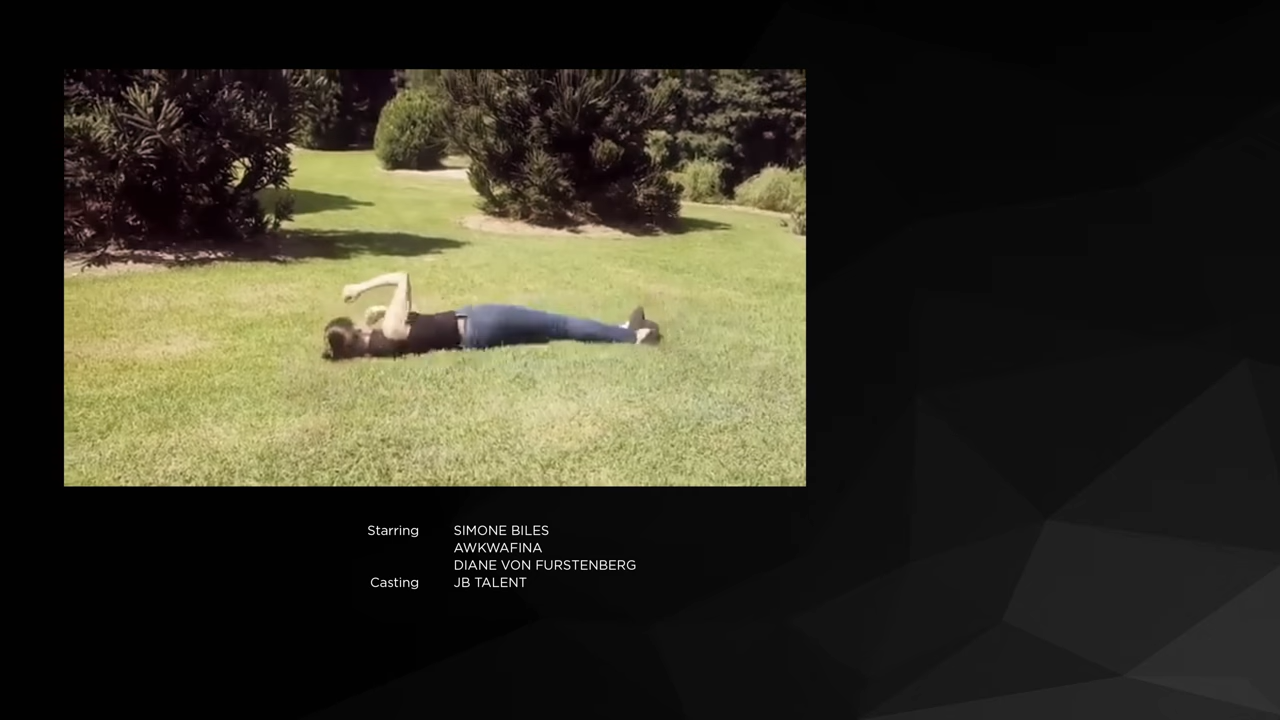 Starring SIMONE BILES
AWKWAFINA
DIANE VON FURSTENBERG
Casting JB TALENT